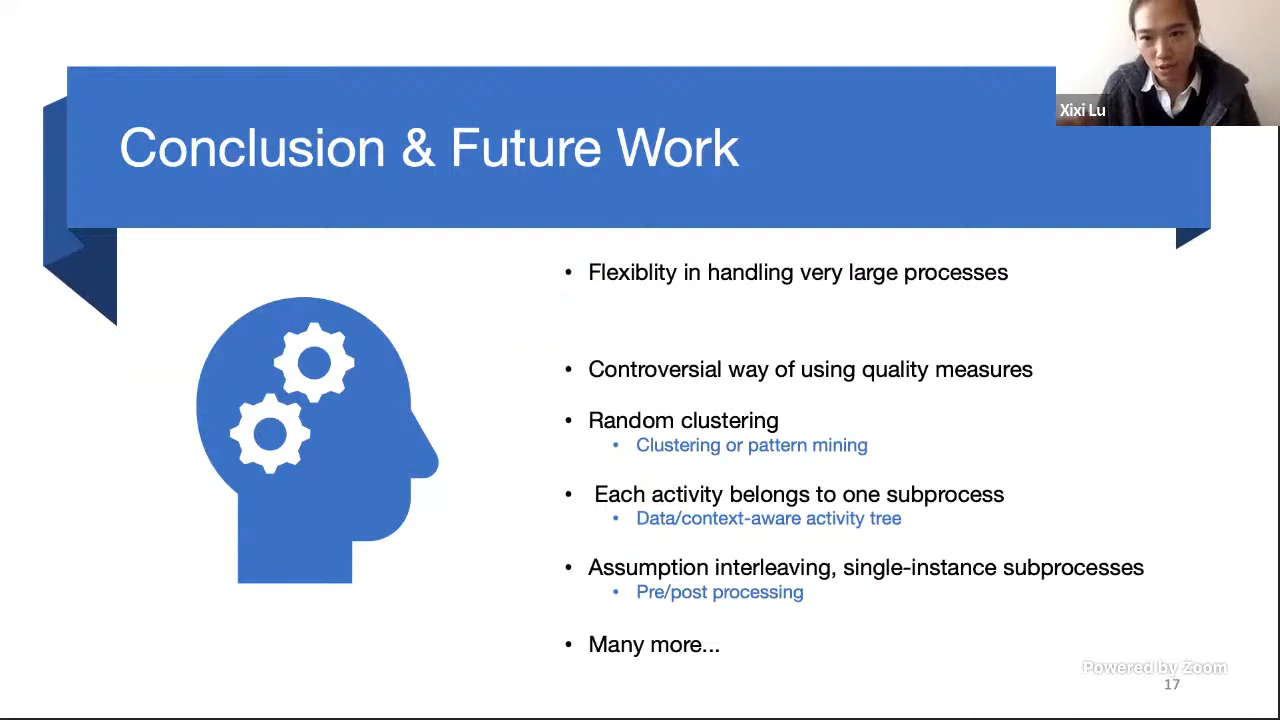 Xixi Lu
Conclusion & Future Work
• Flexiblity in handling very large processes
• Controversial way of using quality measures
• Random clustering
• Clustering or pattern mining
• Each activity belongs to one subprocess
• Data/context-aware activity tree
• Assumption interleaving, single-instance subprocesses
• Pre/post processing
• Many more...
Powered by Zoom
17